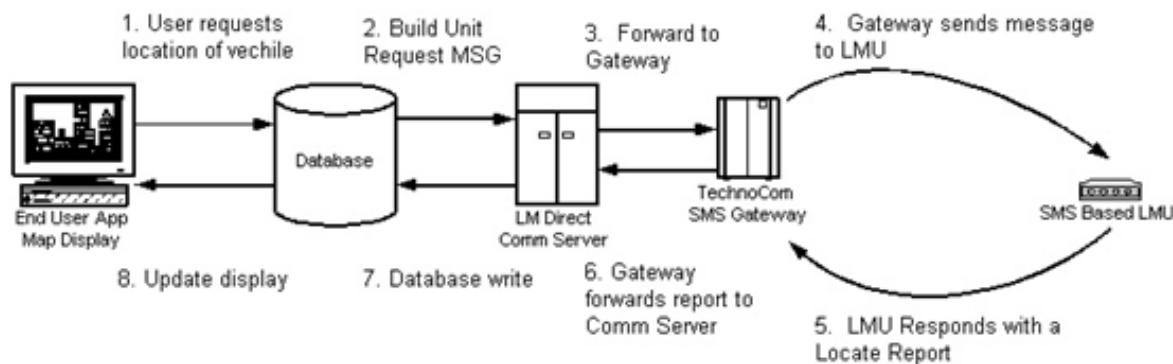 1. User requests
location of vechile
2. Build Unit
Request MSG
3. Forward to
Gateway
4. Gateway sends message
to LMU
Database
End User App
Map Display
LM Direct
Comm Server
TechnoCom
SMS Gateway
SMS Based LMU
8. Update display
7. Database write
6. Gateway
forwards report to
Comm Server
5. LMU Responds with a
Locate Report